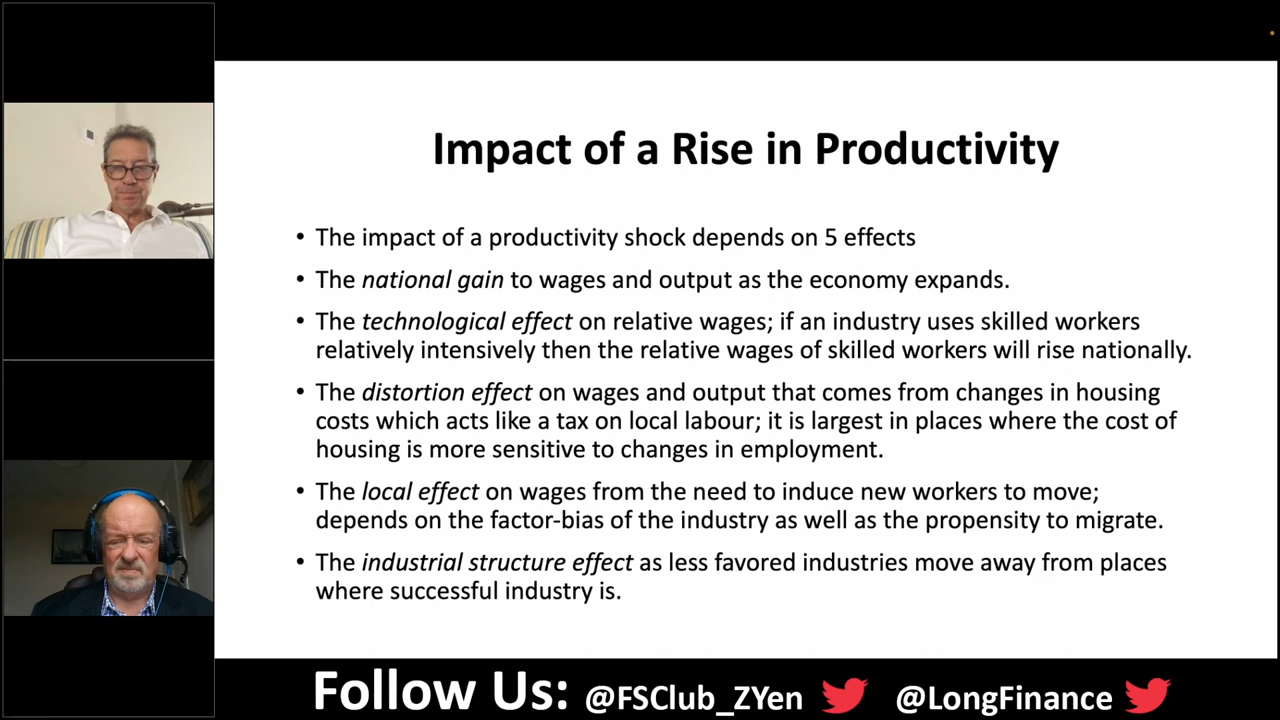 Impact of a Rise in Productivity
• The impact of a productivity shock depends on 5 effects
• The national gain to wages and output as the economy expands.
• The technological effect on relative wages; if an industry uses skilled workers
relatively intensively then the relative wages of skilled workers will rise nationally.
• The distortion effect on wages and output that comes from changes in housing
costs which acts like a tax on local labour; it is largest in places where the cost of
housing is more sensitive to changes in employment.
• The local effect on wages from the need to induce new workers to move;
depends on the factor-bias of the industry as well as the propensity to migrate.
• The industrial structure effect as less favored industries move away from places
where successful industry is.
Follow Us: @FSClub_ZYen @LongFinance